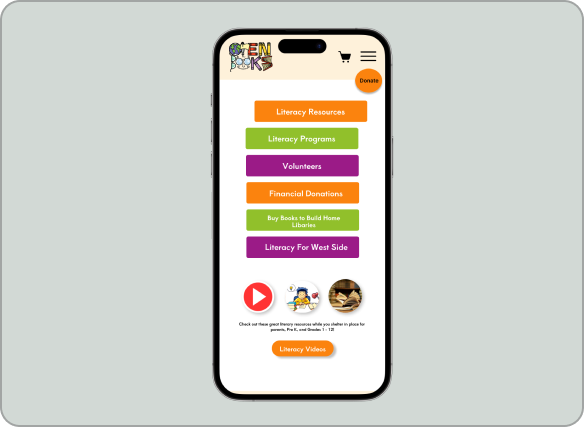 OPEN
BOOKS
Donate
Literacy Resources
Literacy Programs
Volunteers
Financial Donations
Buy Books to Build Home
Libaries
Literacy For West Side
Check out these great literary resources while you shelter in place for
parents, Pre K, and Grades 1 - 12!
Literacy Videos